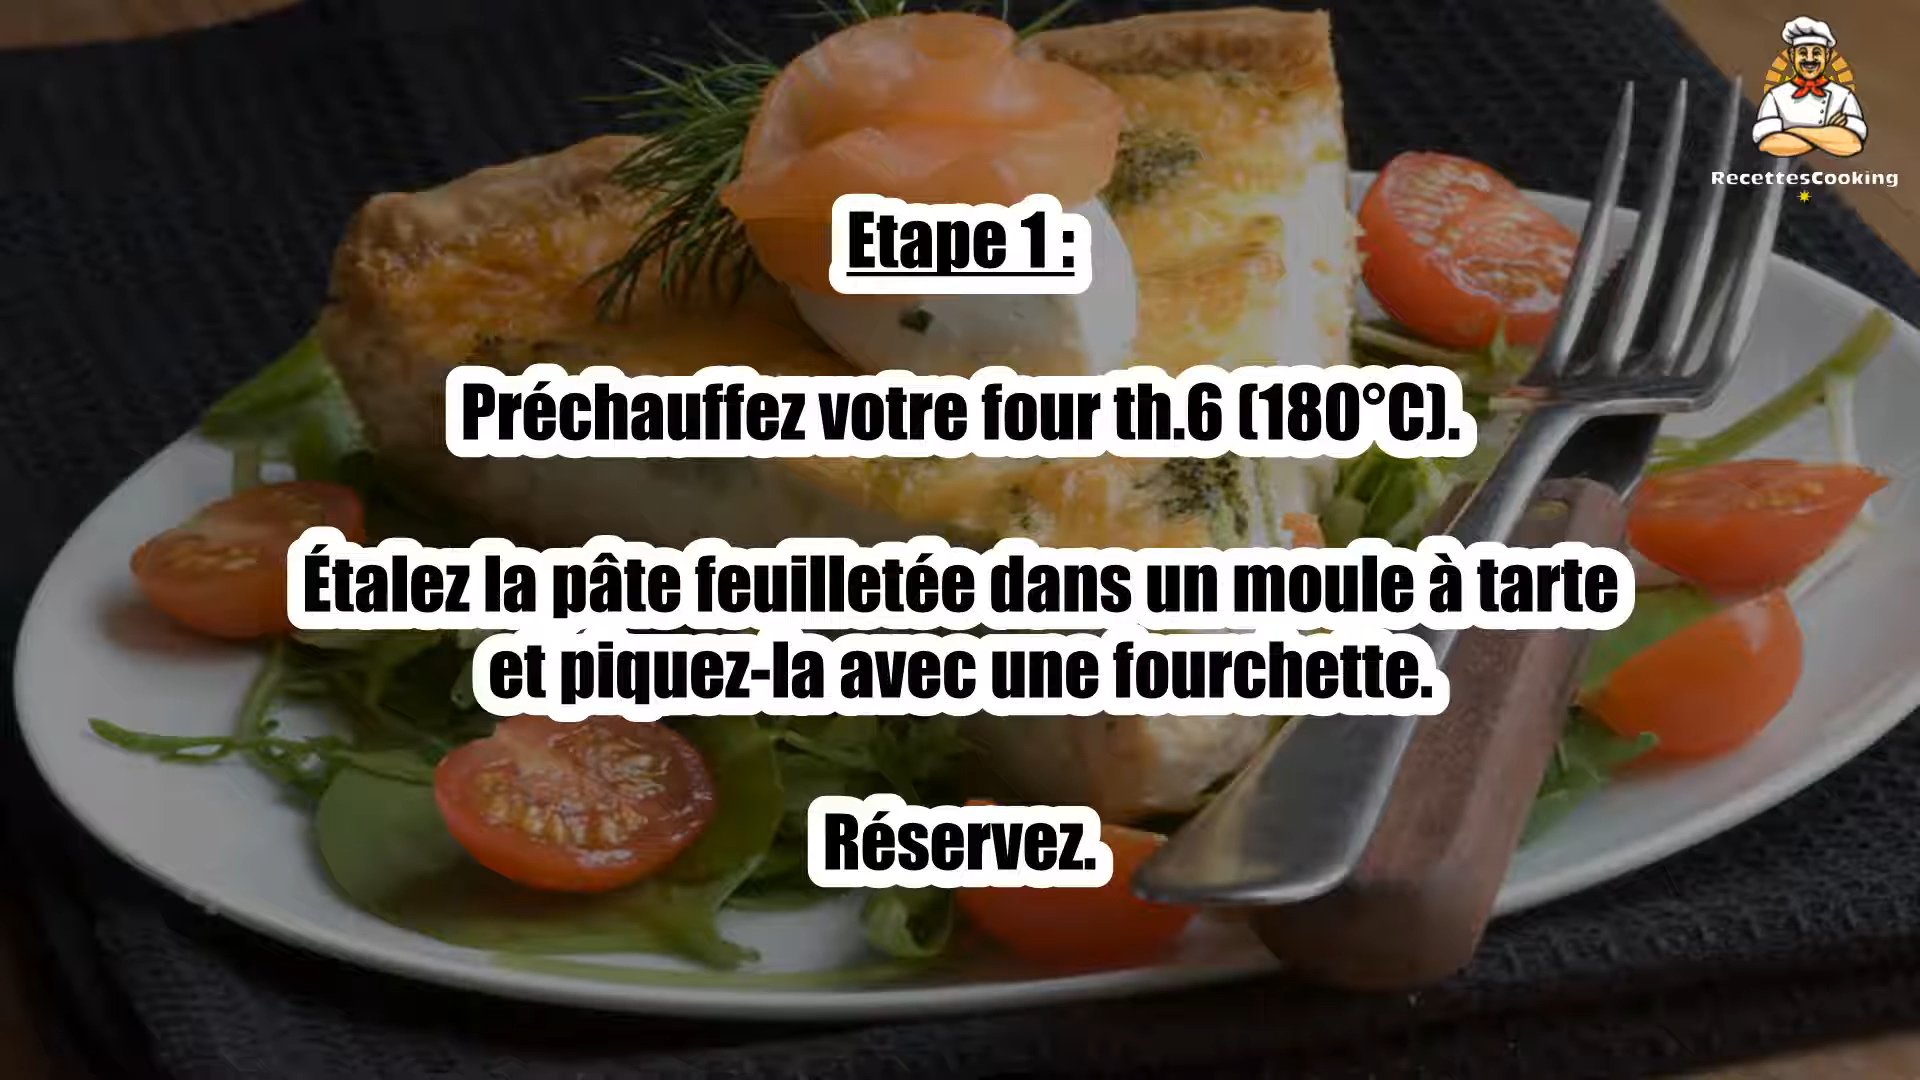 RecettesCooking
Etape 1 :
Préchauffez votre four th.6 (180°C).
Étalez la pâte feuilletée dans un moule à tarte
et piquez-la avec une fourchette.
Réservez.